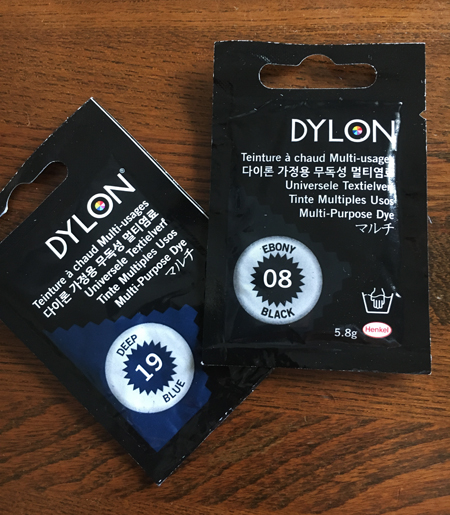 DYLON®
Teinture à chaud Multi-usages
다이론 가정용 무독성 멀티염료
Universele Textielverf
Tinte Multiples Usos
Multi-Purpose Dye
マルチ
DEEP
19
BLUE
DYLON
Teinture à chaud Multi-usages
다이론 가정용 무독성 멀티염료
Universele Textielverf
Tinte Multiples Usos
Multi-Purpose Dye
マルチ
EBONY
08
BLACK
5.8g
Henkel